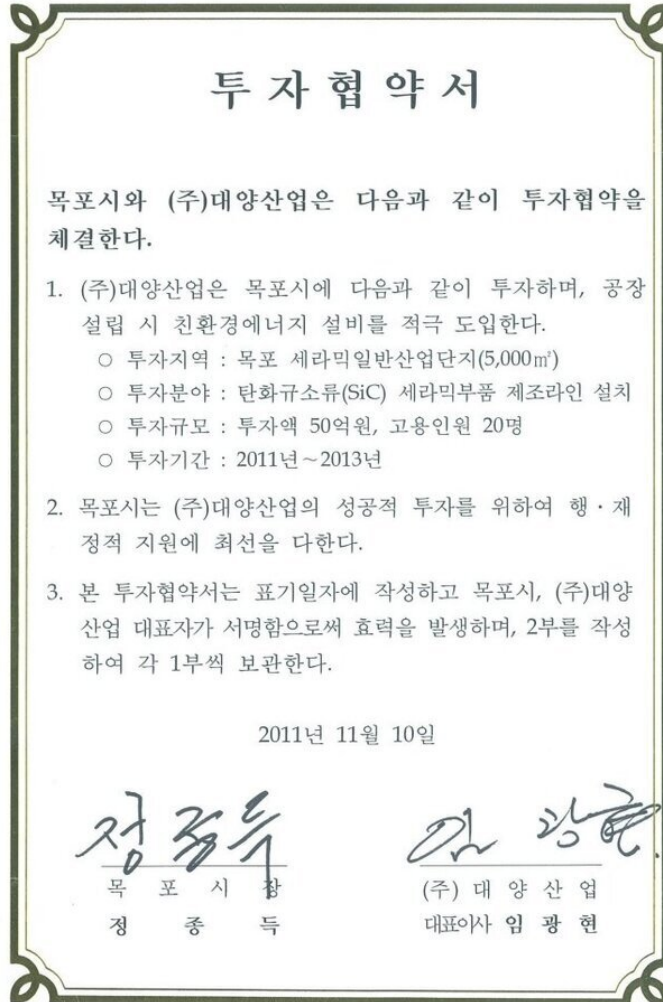 투 자 협 약 서
목포시와 (주)대양산업은 다음과 같이 투자협약을
체결한다.
1. (주)대양산업은 목포시에 다음과 같이 투자하며, 공장
설립 시 친환경에너지 설비를 적극 도입한다.
○ 투자지역 : 목포 세라믹일반산업단지(5,000㎡)
○ 투자분야 : 탄화규소류(SiC) 세라믹부품 제조라인 설치
○ 투자규모 : 투자액 50억원, 고용인원 20명
○ 투자기간 : 2011년~2013년
2. 목포시는 (주)대양산업의 성공적 투자를 위하여 행·재
정적 지원에 최선을 다한다.
3. 본 투자협약서는 표기일자에 작성하고 목포시, (주)대양
산업 대표자가 서명함으로써 효력을 발생하며, 2부를 작성
하여 각 1부씩 보관한다.
2011년 11월 10일
정종득 임광현
목 포 시 장 (주) 대 양 산 업
정 종 득 대표이사 임 광 현